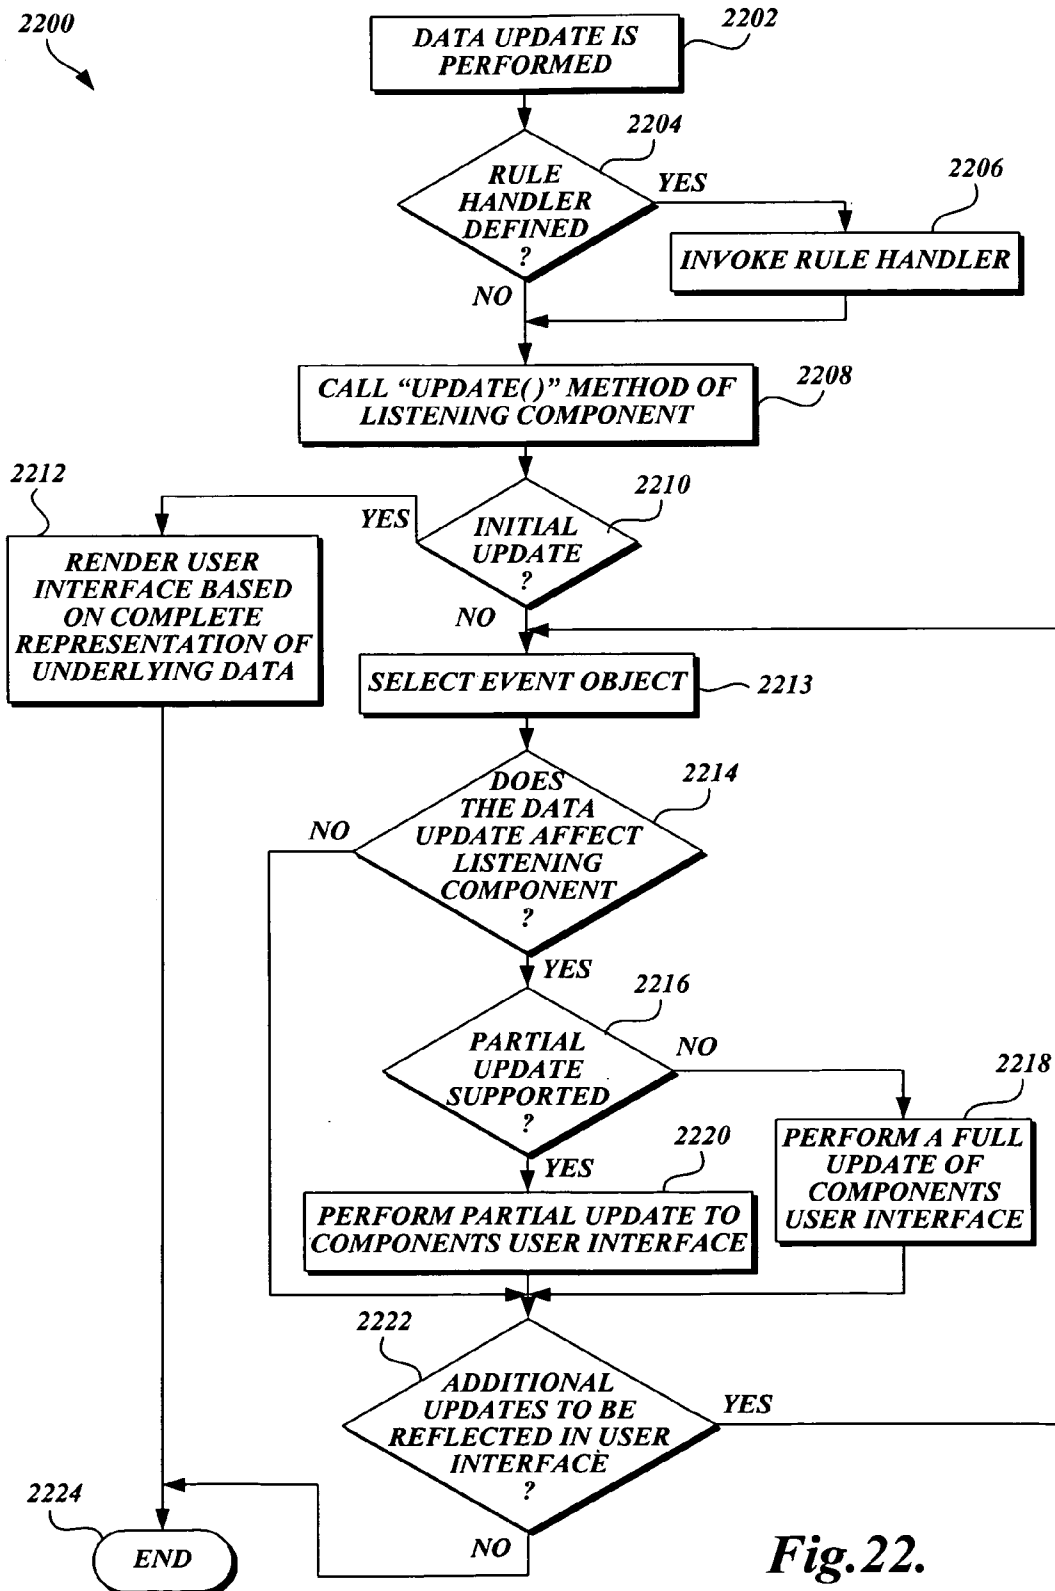 2200
2202
DATA UPDATE IS
PERFORMED
2204
RULE
HANDLER
DEFINED
?
YES
2206
INVOKE RULE HANDLER
NO
2208
CALL “UPDATE()” METHOD OF
LISTENING COMPONENT
2210
INITIAL
UPDATE
?
YES
2212
RENDER USER
INTERFACE BASED
ON COMPLETE
REPRESENTATION OF
UNDERLYING DATA
NO
SELECT EVENT OBJECT
2213
DOES
THE DATA
UPDATE AFFECT
LISTENING
COMPONENT
?
2214
NO
YES
2216
PARTIAL
UPDATE
SUPPORTED
?
NO
2218
PERFORM A FULL
UPDATE OF
COMPONENTS
USER INTERFACE
YES
2220
PERFORM PARTIAL UPDATE TO
COMPONENTS USER INTERFACE
2222
ADDITIONAL
UPDATES TO BE
REFLECTED IN USER
INTERFACE
?
YES
NO
2224
END
Fig.22.